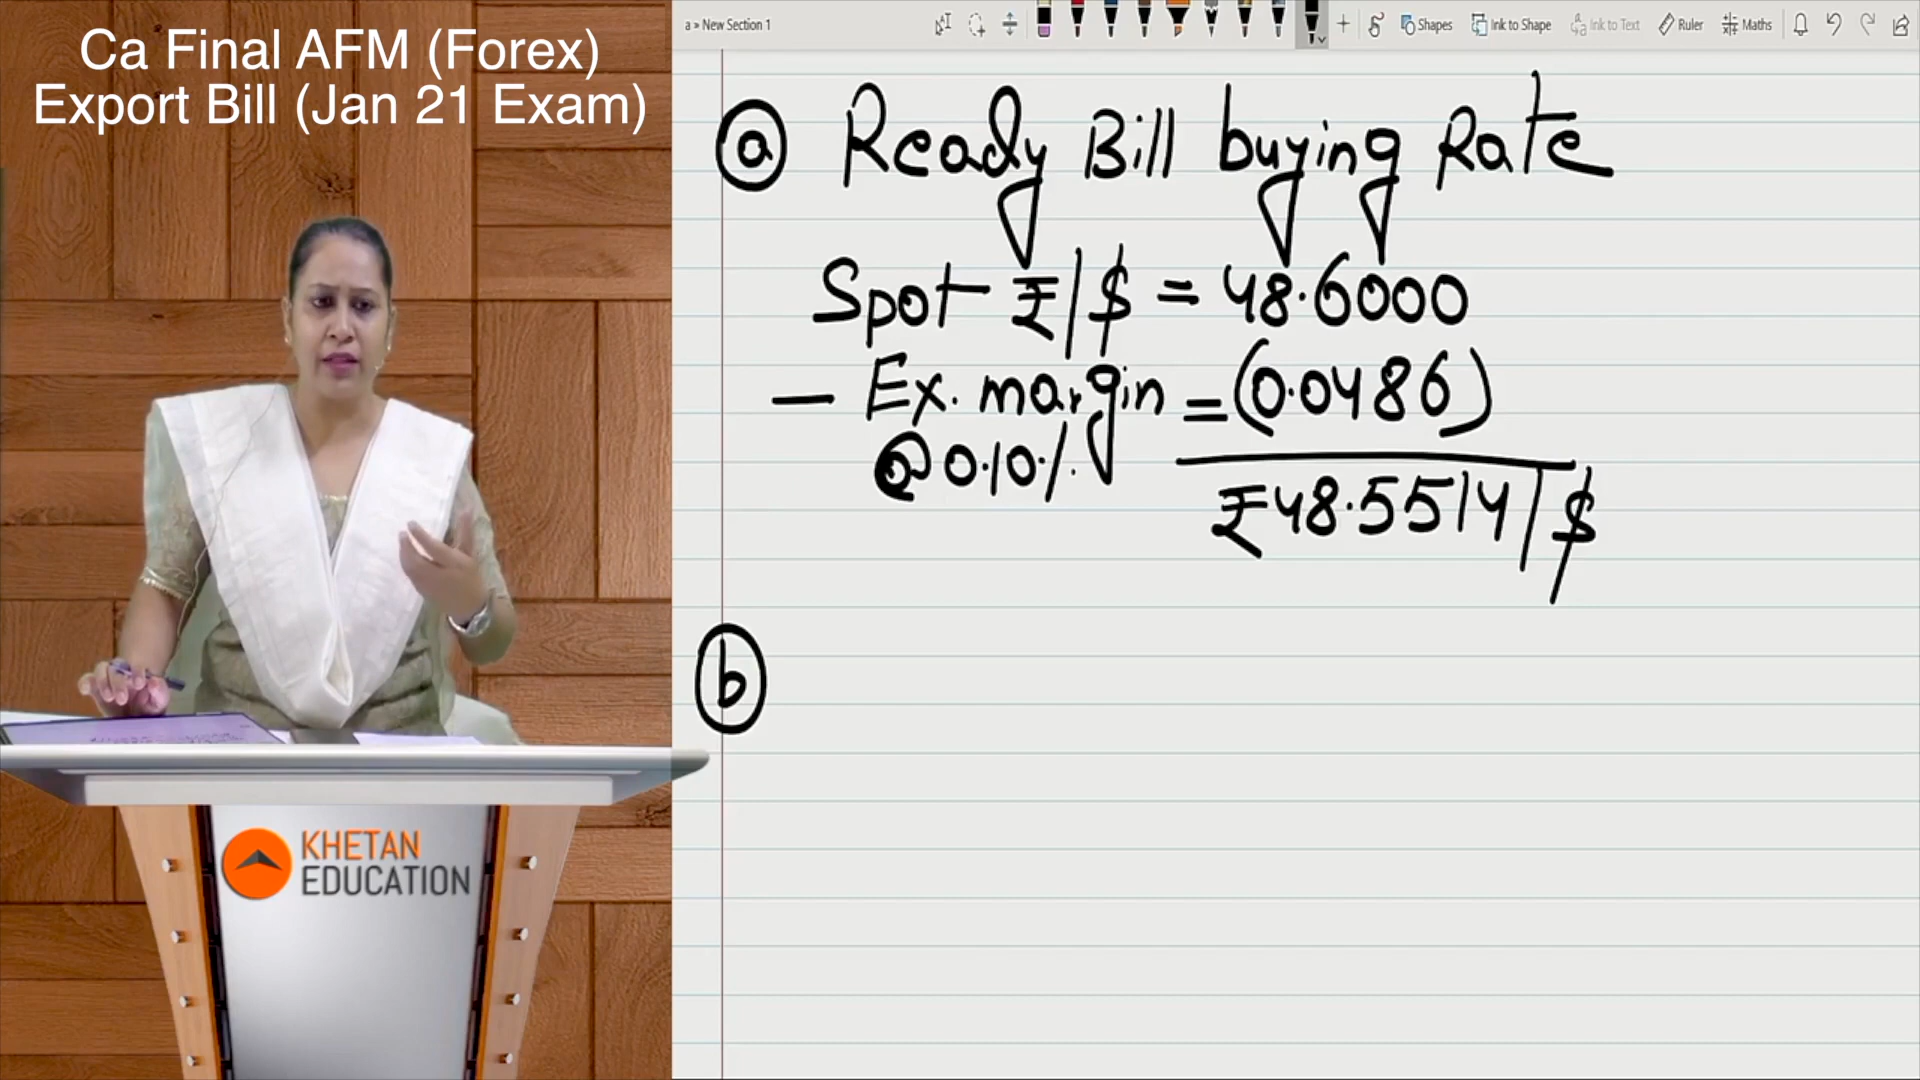 Ca Final AFM (Forex)
Export Bill (Jan 21 Exam)
a » New Section 1
Shapes
Ink to Shape
Ink to Text
Ruler
Maths
ⓐ Ready Bill buying Rate
Spot ₹/$ = 48.6000
- Ex. margin = (0.0486)
@ 0.10%
₹48.5514/$
ⓑ
KHETAN
EDUCATION